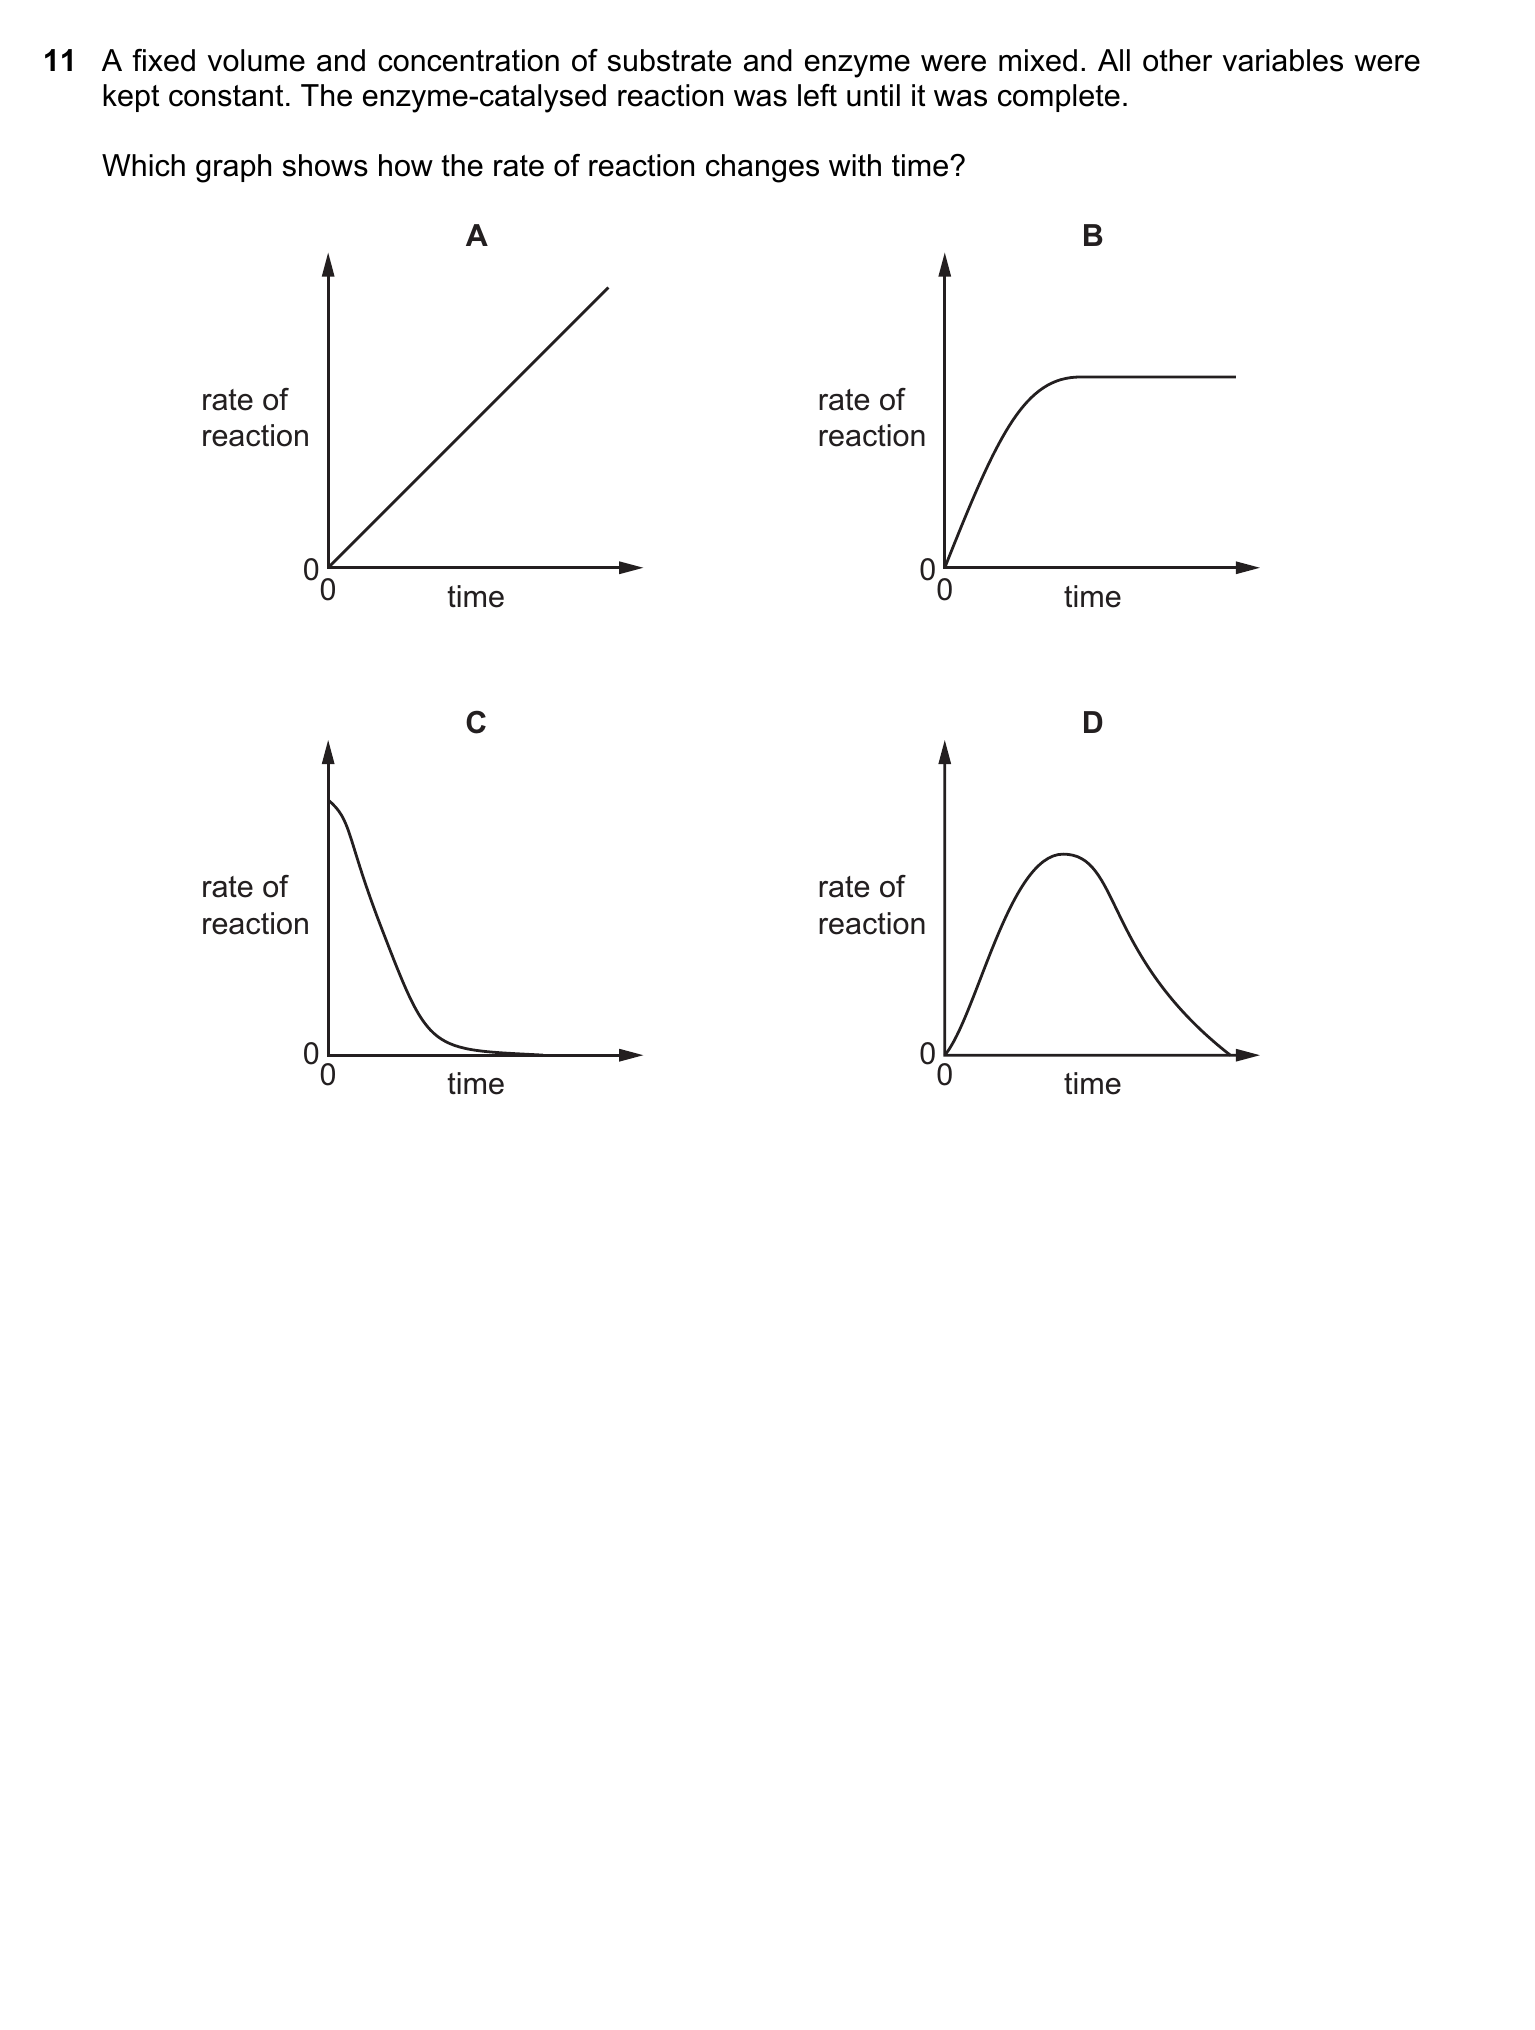 11 A fixed volume and concentration of substrate and enzyme were mixed. All other variables were
kept constant. The enzyme-catalysed reaction was left until it was complete.
Which graph shows how the rate of reaction changes with time?
A
rate of
reaction
0
0
time
B
rate of
reaction
0
0
time
C
rate of
reaction
0
0
time
D
rate of
reaction
0
0
time